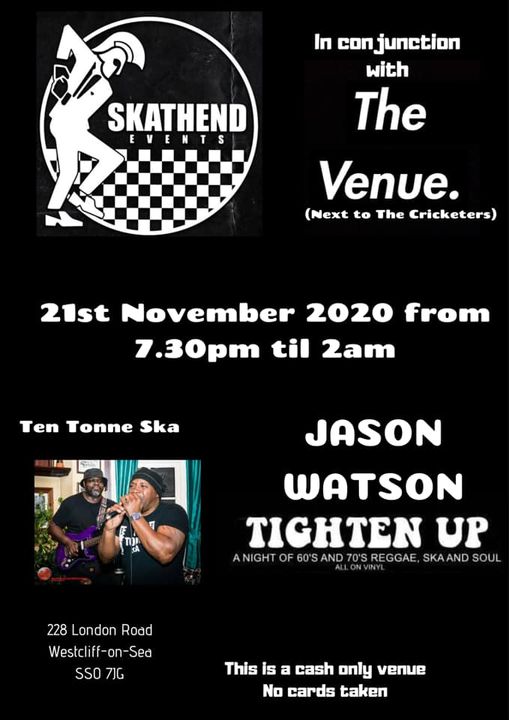 SKATHEND
EVENTS
In conjunction
with
The
Venue.
(Next to The Cricketers)
21st November 2020 from
7.30pm til 2am
Ten Tonne Ska
JASON
WATSON
TIGHTEN UP
A NIGHT OF 60'S AND 70'S REGGAE, SKA AND SOUL
ALL ON VINYL
228 London Road
Westcliff-on-Sea
SS0 7JG
This is a cash only venue
No cards taken